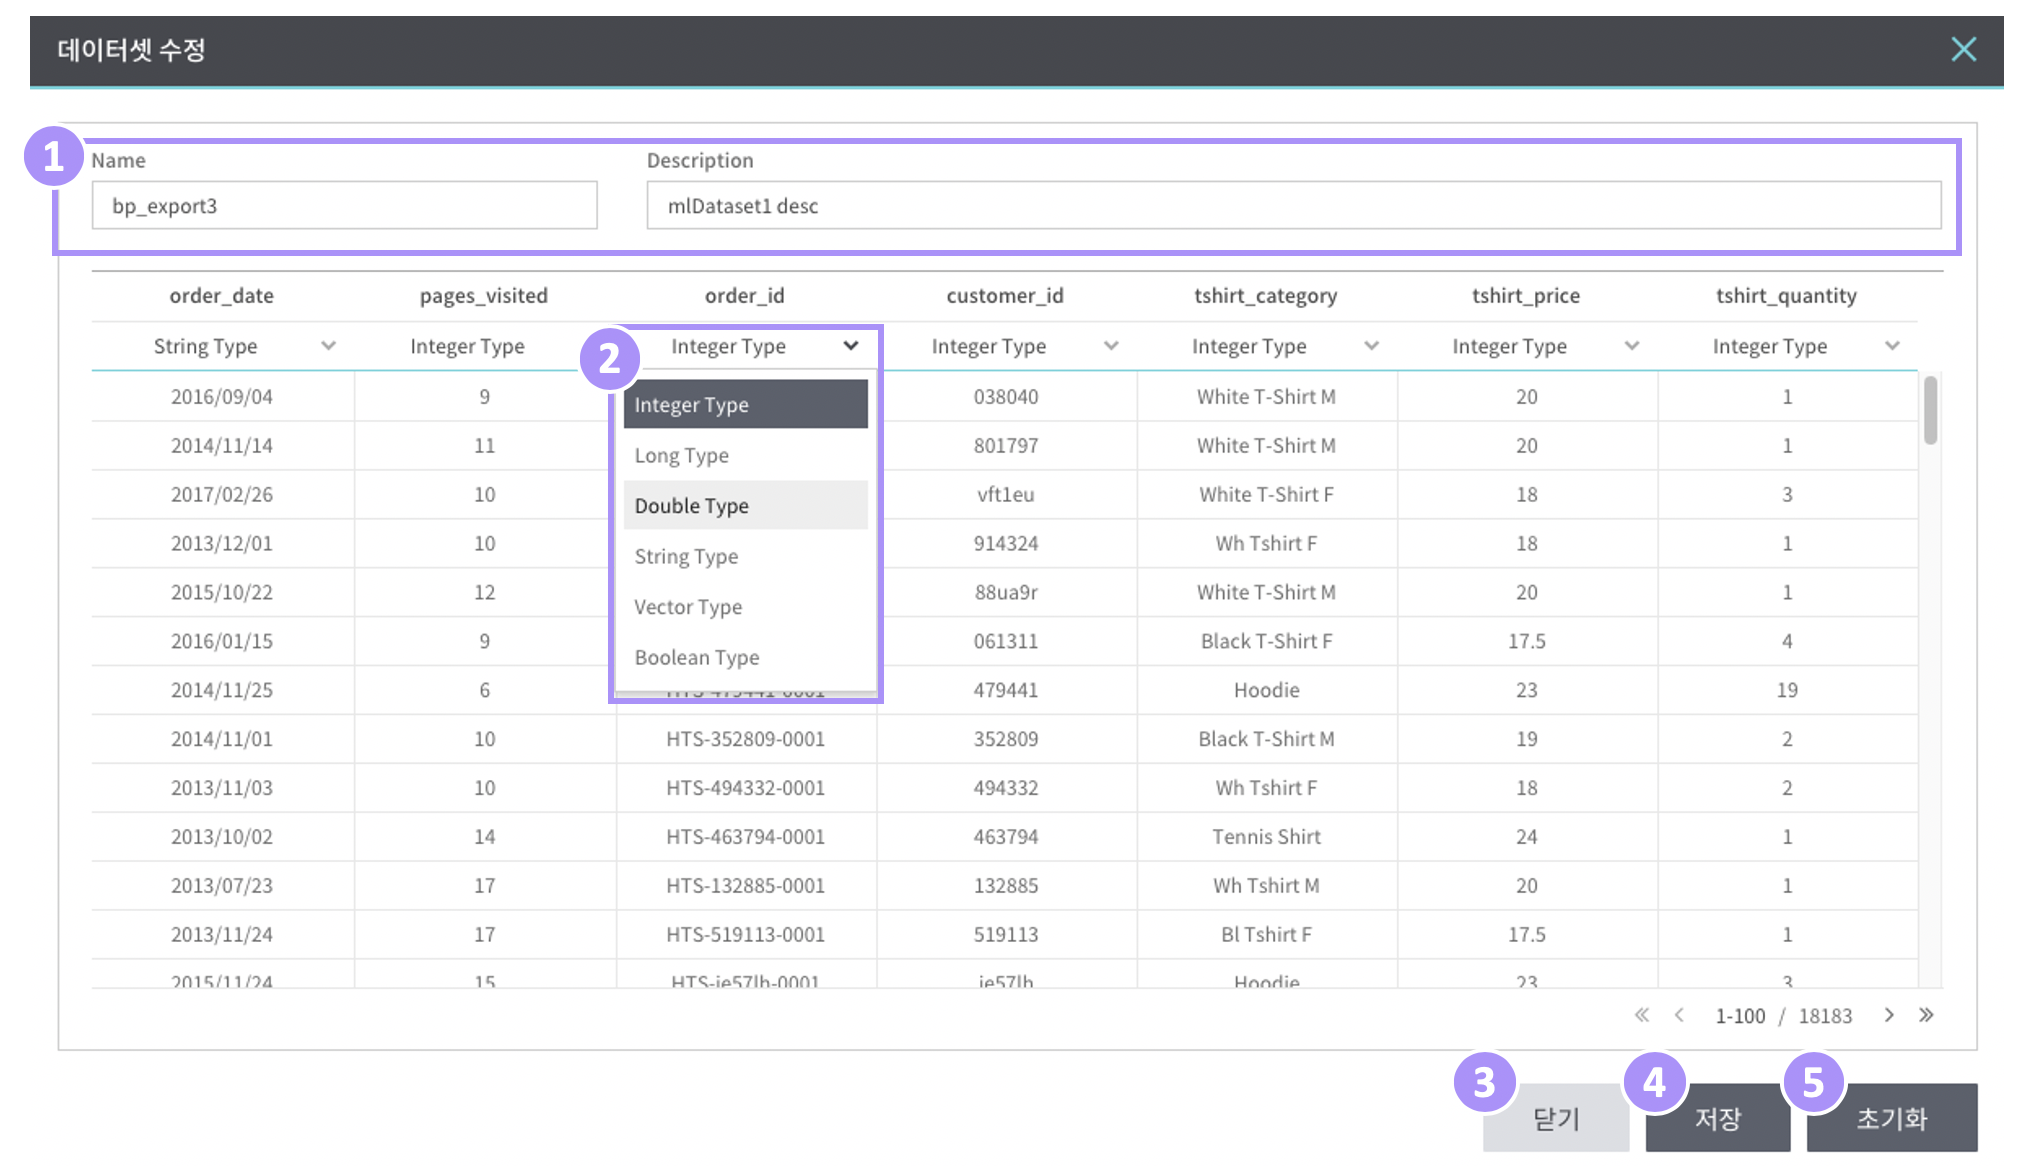 데이터셋 수정
1
Name Description
bp_export3 mlDataset1 desc
order_date pages_visited order_id customer_id tshirt_category tshirt_price tshirt_quantity
2
String Type Integer Type Integer Type Integer Type Integer Type Integer Type Integer Type
2016/09/04 9 Integer Type 038040 White T-Shirt M 20 1
2014/11/14 11 Long Type 801797 White T-Shirt M 20 1
2017/02/26 10 Double Type vft1eu White T-Shirt F 18 3
2013/12/01 10 String Type 914324 Wh Tshirt F 18 1
2015/10/22 12 Vector Type 88ua9r White T-Shirt M 20 1
2016/01/15 9 Boolean Type 061311 Black T-Shirt F 17.5 4
2014/11/25 6 HTS-479441-0001 479441 Hoodie 23 19
2014/11/01 10 HTS-352809-0001 352809 Black T-Shirt M 19 2
2013/11/03 10 HTS-494332-0001 494332 Wh Tshirt F 18 2
2013/10/02 14 HTS-463794-0001 463794 Tennis Shirt 24 1
2013/07/23 17 HTS-132885-0001 132885 Wh Tshirt M 20 1
2013/11/24 17 HTS-519113-0001 519113 Bl Tshirt F 17.5 1
2015/11/24 15 Hoodie 23 3
« < 1-100 / 18183 > »
3 4 5
닫기 저장 초기화